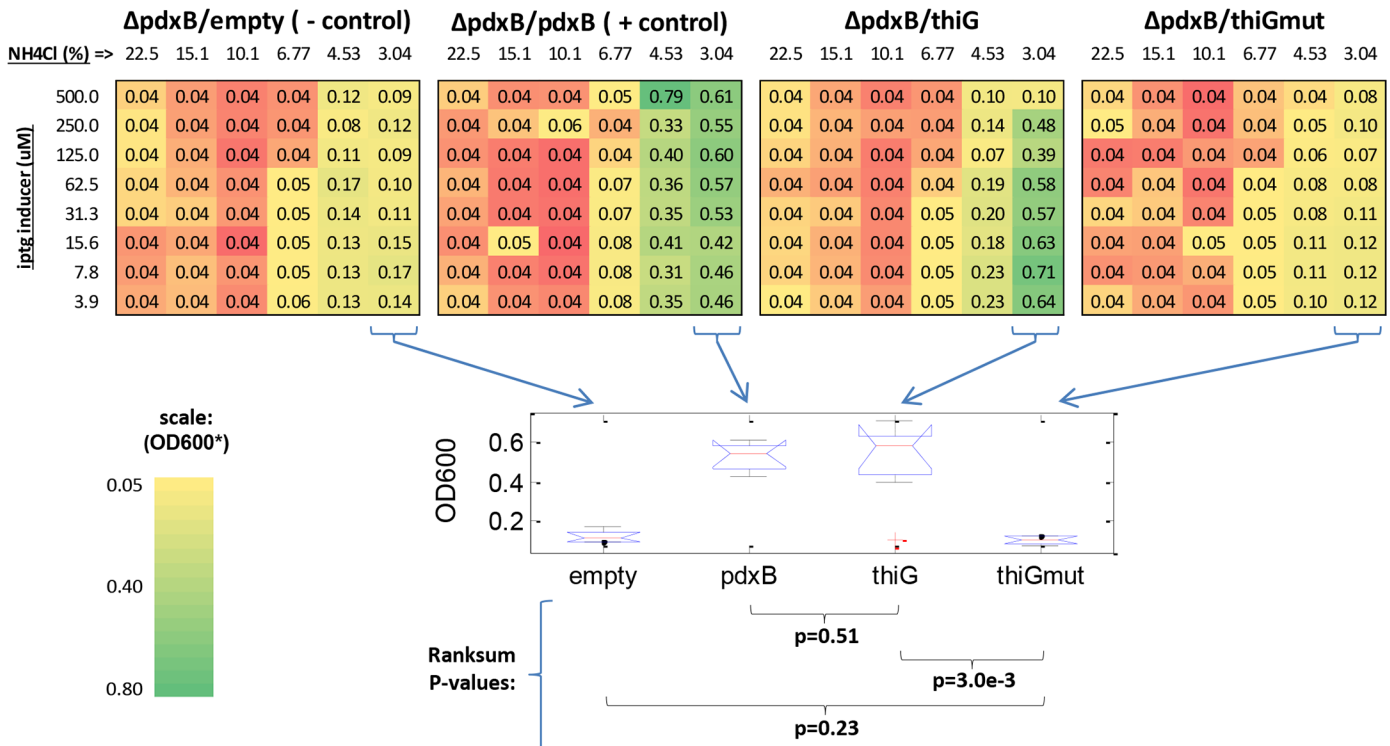 ΔpdxB/empty ( - control) ΔpdxB/pdxB ( + control) ΔpdxB/thiG ΔpdxB/thiGmut
NH4Cl (%) => 22.5 15.1 10.1 6.77 4.53 3.04 22.5 15.1 10.1 6.77 4.53 3.04 22.5 15.1 10.1 6.77 4.53 3.04 22.5 15.1 10.1 6.77 4.53 3.04
iptg inducer (uM)
500.0 0.04 0.04 0.04 0.04 0.12 0.09 0.04 0.04 0.04 0.05 0.79 0.61 0.04 0.04 0.04 0.04 0.10 0.10 0.04 0.04 0.04 0.04 0.04 0.08
250.0 0.04 0.04 0.04 0.04 0.08 0.12 0.04 0.04 0.06 0.04 0.33 0.55 0.04 0.04 0.04 0.04 0.14 0.48 0.05 0.04 0.04 0.04 0.05 0.10
125.0 0.04 0.04 0.04 0.04 0.11 0.09 0.04 0.04 0.04 0.04 0.40 0.60 0.04 0.04 0.04 0.04 0.07 0.39 0.04 0.04 0.04 0.04 0.06 0.07
62.5 0.04 0.04 0.04 0.05 0.17 0.10 0.04 0.04 0.04 0.07 0.36 0.57 0.04 0.04 0.04 0.04 0.19 0.58 0.04 0.04 0.04 0.04 0.08 0.08
31.3 0.04 0.04 0.04 0.05 0.14 0.11 0.04 0.04 0.04 0.07 0.35 0.53 0.04 0.04 0.04 0.05 0.20 0.57 0.04 0.04 0.04 0.05 0.08 0.11
15.6 0.04 0.04 0.04 0.05 0.13 0.15 0.04 0.05 0.04 0.08 0.41 0.42 0.04 0.04 0.04 0.04 0.18 0.63 0.04 0.04 0.05 0.05 0.11 0.12
7.8 0.04 0.04 0.04 0.05 0.13 0.17 0.04 0.04 0.04 0.08 0.31 0.46 0.04 0.04 0.04 0.05 0.23 0.71 0.04 0.04 0.04 0.05 0.11 0.12
3.9 0.04 0.04 0.04 0.06 0.13 0.14 0.04 0.04 0.04 0.08 0.35 0.46 0.04 0.04 0.04 0.05 0.23 0.64 0.04 0.04 0.04 0.05 0.10 0.12
scale:
(OD600*)
0.05
0.40
0.80
OD600
0.6
0.4
0.2
empty pdxB thiG thiGmut
Ranksum
P-values:
p=0.51
p=3.0e-3
p=0.23